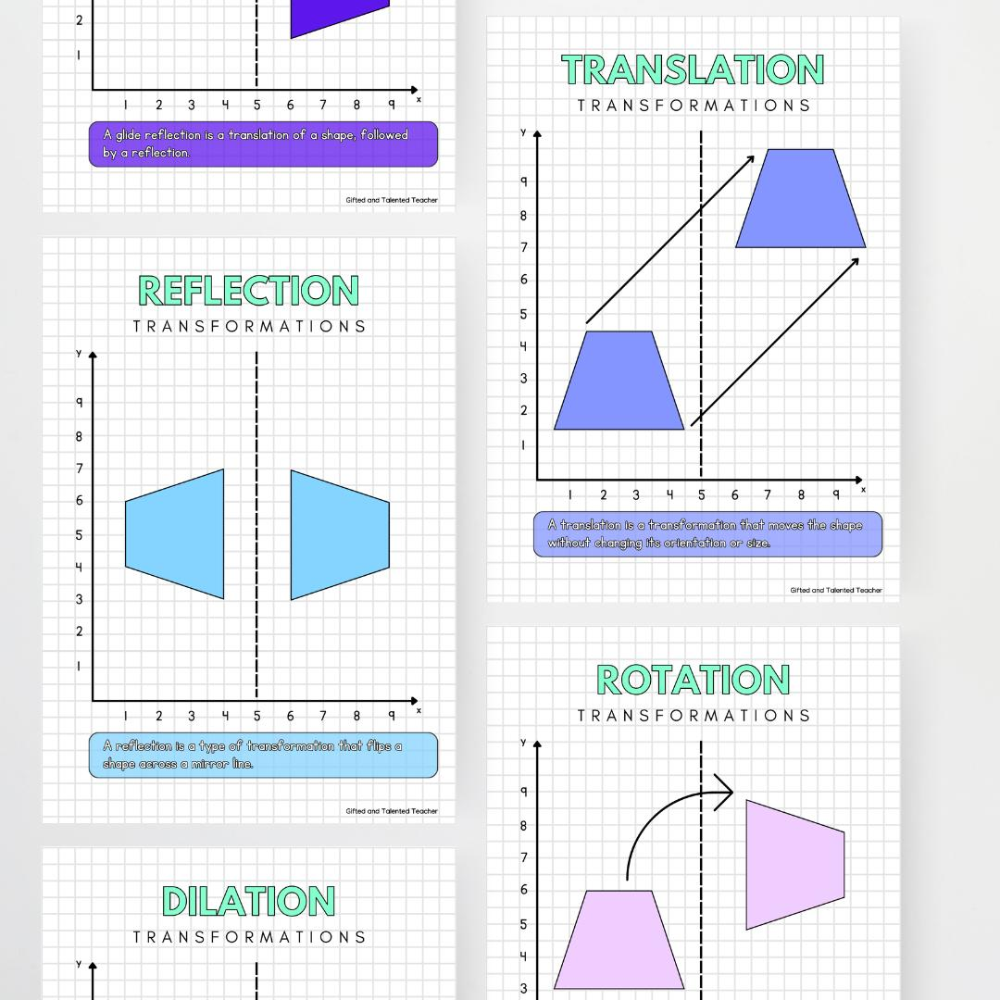 2
1
1 2 3 4 5 6 7 8 9 x
A glide reflection is a translation of a shape, followed
by a reflection.
Gifted and Talented Teacher
REFLECTION
TRANSFORMATIONS
y
9
8
7
6
5
4
3
2
1
1 2 3 4 5 6 7 8 9 x
A reflection is a type of transformation that flips a
shape across a mirror line.
Gifted and Talented Teacher
DILATION
TRANSFORMATIONS
y
TRANSLATION
TRANSFORMATIONS
y
9
8
7
6
5
4
3
2
1
1 2 3 4 5 6 7 8 9 x
A translation is a transformation that moves the shape
without changing its orientation or size.
Gifted and Talented Teacher
ROTATION
TRANSFORMATIONS
y
9
8
7
6
5
4
3